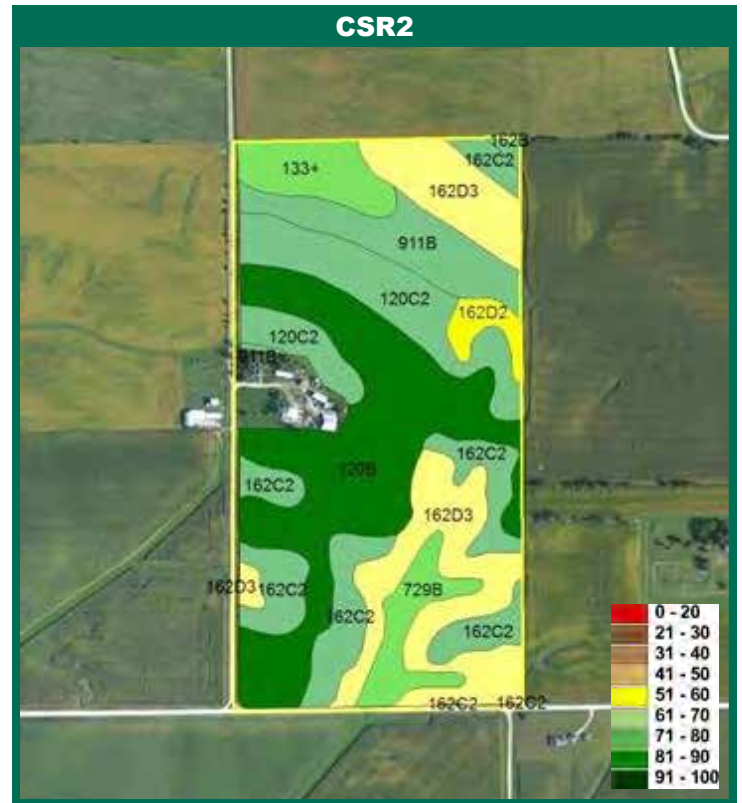 CSR2
162B
133+
162C2
162D3
911B
120C2
162D2
120C2
911B
162C2
120B
162C2
162D3
162D3
162C2
729B
162C2
162C2
162C2
162C2
0 - 20
21 - 30
31 - 40
41 - 50
51 - 60
61 - 70
71 - 80
81 - 90
91 - 100